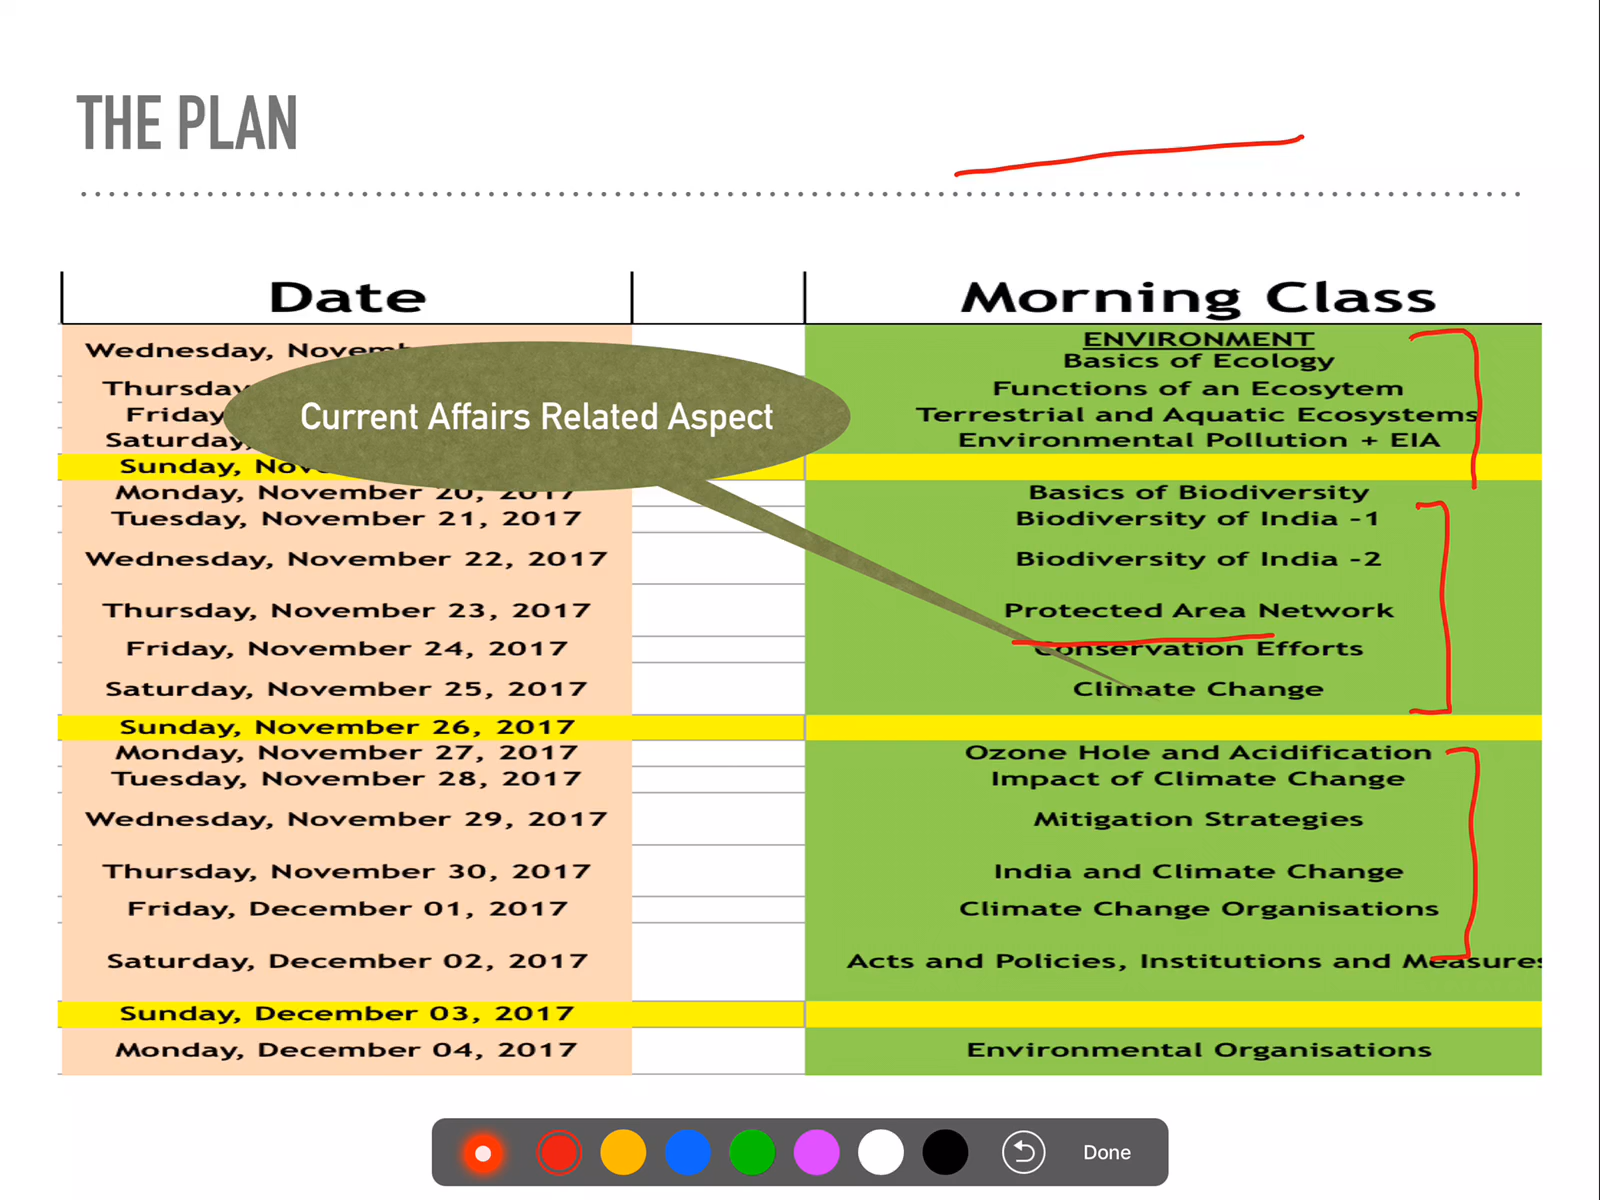 THE PLAN
Date Morning Class
Wednesday, ENVIRONMENT
Basics of Ecology
Thursday Functions of an Ecosytem
Friday Terrestrial and Aquatic Ecosystems
Saturday, Environmental Pollution + EIA
Current Affairs Related Aspect
Sunday,
Monday, November 20, 2017 Basics of Biodiversity
Tuesday, November 21, 2017 Biodiversity of India -1
Wednesday, November 22, 2017 Biodiversity of India -2
Thursday, November 23, 2017 Protected Area Network
Friday, November 24, 2017 Conservation Efforts
Saturday, November 25, 2017 Climate Change
Sunday, November 26, 2017
Monday, November 27, 2017 Ozone Hole and Acidification
Tuesday, November 28, 2017 Impact of Climate Change
Wednesday, November 29, 2017 Mitigation Strategies
Thursday, November 30, 2017 India and Climate Change
Friday, December 01, 2017 Climate Change Organisations
Saturday, December 02, 2017 Acts and Policies, Institutions and Measures
Sunday, December 03, 2017
Monday, December 04, 2017 Environmental Organisations
Done